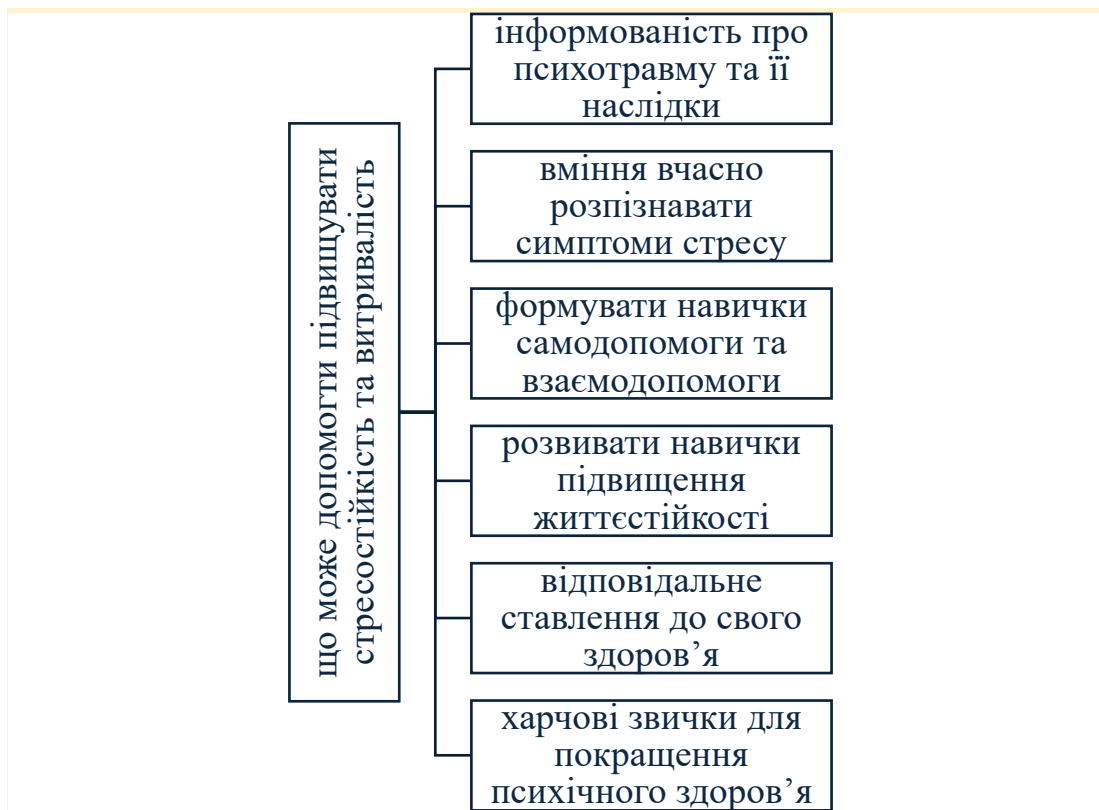 що може допомогти підвищувати
стресостійкість та витривалість
інформованість про
психотравму та її
наслідки
вміння вчасно
розпізнавати
симптоми стресу
формувати навички
самодопомоги та
взаємодопомоги
розвивати навички
підвищення
життєстійкості
відповідальне
ставлення до свого
здоров’я
харчові звички для
покращення
психічного здоров’я